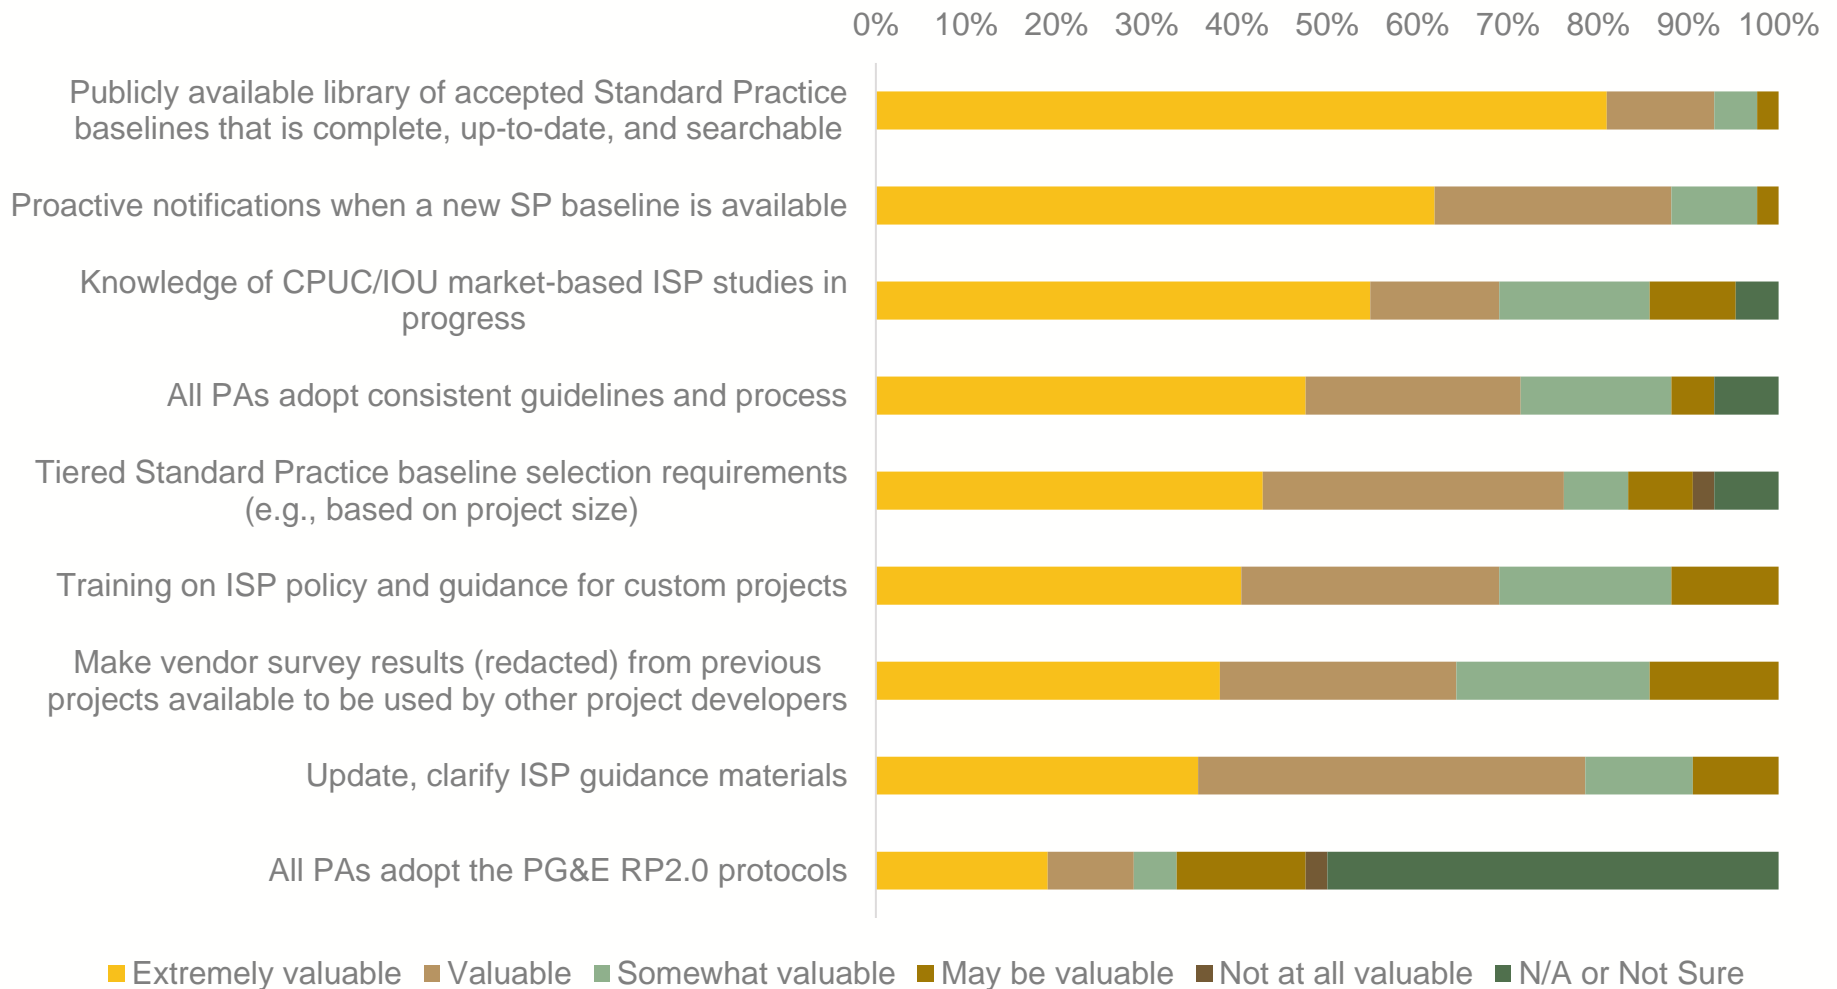 0% 10% 20% 30% 40% 50% 60% 70% 80% 90% 100%
Publicly available library of accepted Standard Practice
baselines that is complete, up-to-date, and searchable
Proactive notifications when a new SP baseline is available
Knowledge of CPUC/IOU market-based ISP studies in
progress
All PAs adopt consistent guidelines and process
Tiered Standard Practice baseline selection requirements
(e.g., based on project size)
Training on ISP policy and guidance for custom projects
Make vendor survey results (redacted) from previous
projects available to be used by other project developers
Update, clarify ISP guidance materials
All PAs adopt the PG&E RP2.0 protocols
Extremely valuable Valuable Somewhat valuable May be valuable Not at all valuable N/A or Not Sure